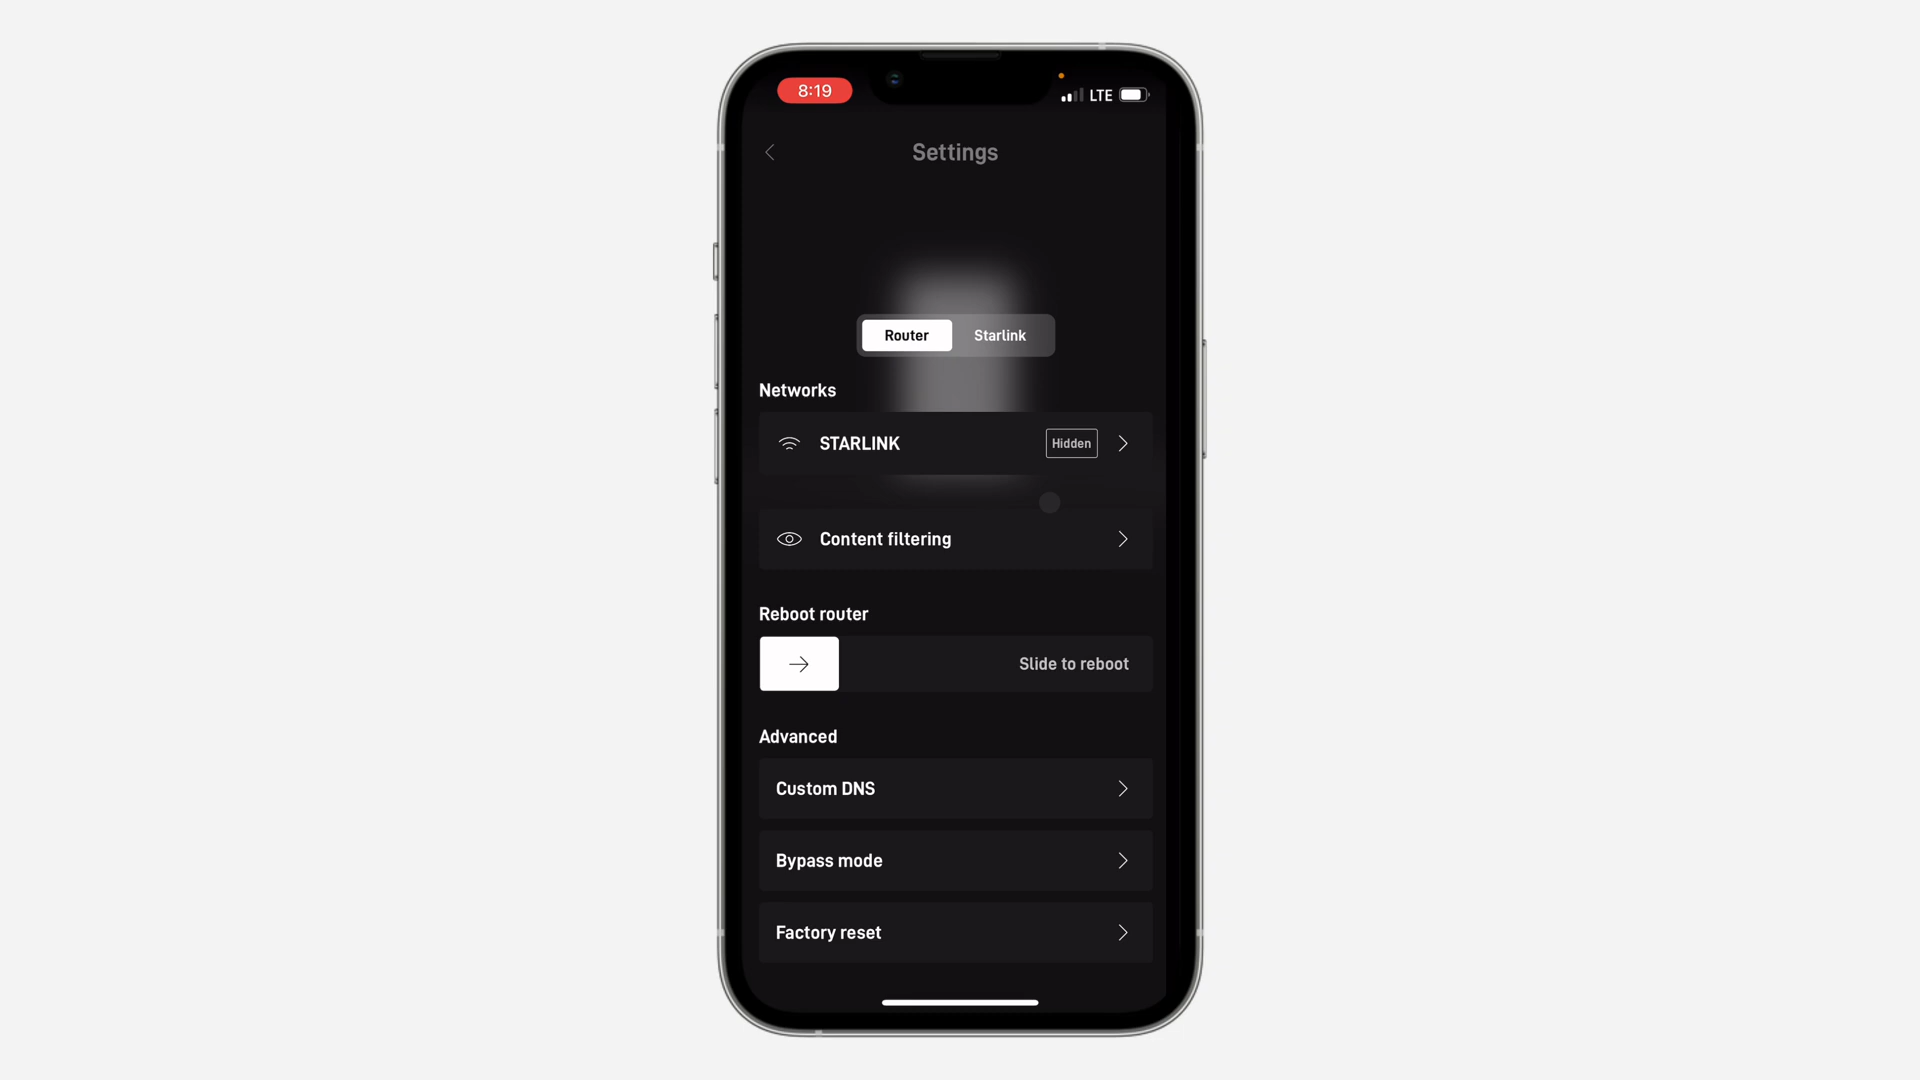 8:19
LTE
Settings
Router
Starlink
Networks
STARLINK
Hidden
Content filtering
Reboot router
Slide to reboot
Advanced
Custom DNS
Bypass mode
Factory reset